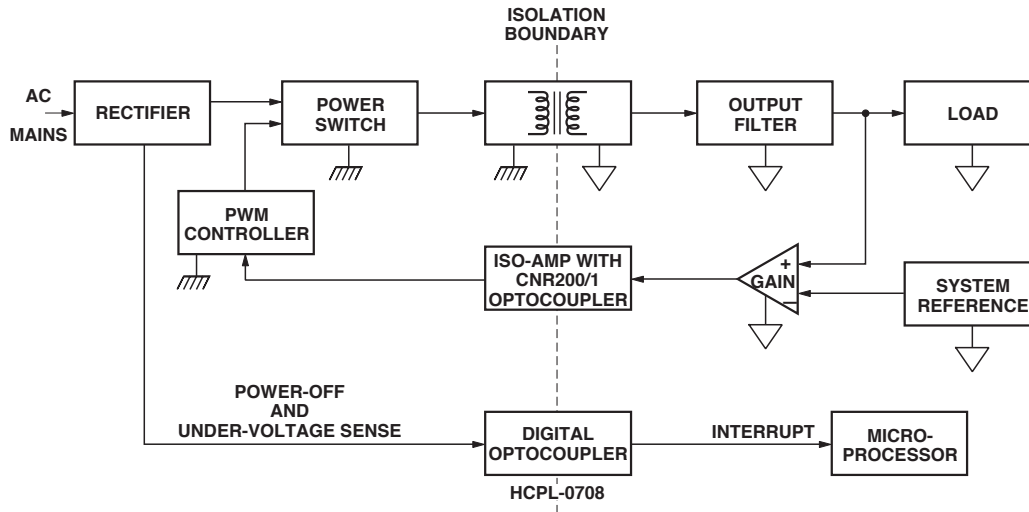 ISOLATION
BOUNDARY
AC
MAINS
RECTIFIER
POWER
SWITCH
OUTPUT
FILTER
LOAD
PWM
CONTROLLER
ISO-AMP WITH
CNR200/1
OPTOCOUPLER
+
GAIN
–
SYSTEM
REFERENCE
POWER-OFF
AND
UNDER-VOLTAGE SENSE
DIGITAL
OPTOCOUPLER
INTERRUPT
MICRO-
PROCESSOR
HCPL-0708